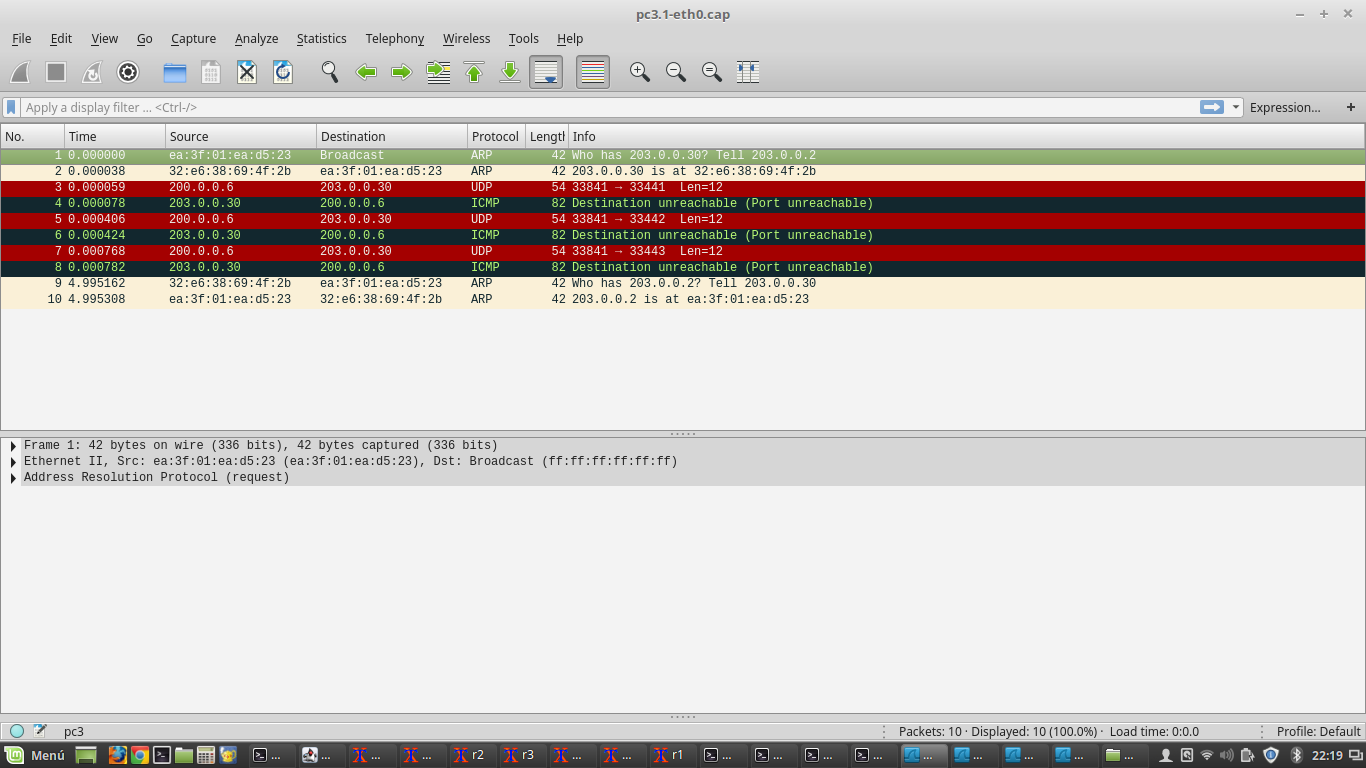 pc3.1-eth0.cap
File Edit View Go Capture Analyze Statistics Telephony Wireless Tools Help
Apply a display filter ... <Ctrl-/> Expression... +
No. Time Source Destination Protocol Length Info
1 0.000000 ea:3f:01:ea:d5:23 Broadcast ARP 42 Who has 203.0.0.30? Tell 203.0.0.2
2 0.000038 32:e6:38:69:4f:2b ea:3f:01:ea:d5:23 ARP 42 203.0.0.30 is at 32:e6:38:69:4f:2b
3 0.000059 200.0.0.6 203.0.0.30 UDP 54 33841 → 33441 Len=12
4 0.000078 203.0.0.30 200.0.0.6 ICMP 82 Destination unreachable (Port unreachable)
5 0.000406 200.0.0.6 203.0.0.30 UDP 54 33841 → 33442 Len=12
6 0.000424 203.0.0.30 200.0.0.6 ICMP 82 Destination unreachable (Port unreachable)
7 0.000768 200.0.0.6 203.0.0.30 UDP 54 33841 → 33443 Len=12
8 0.000782 203.0.0.30 200.0.0.6 ICMP 82 Destination unreachable (Port unreachable)
9 4.995162 32:e6:38:69:4f:2b ea:3f:01:ea:d5:23 ARP 42 Who has 203.0.0.2? Tell 203.0.0.30
10 4.995308 ea:3f:01:ea:d5:23 32:e6:38:69:4f:2b ARP 42 203.0.0.2 is at ea:3f:01:ea:d5:23
Frame 1: 42 bytes on wire (336 bits), 42 bytes captured (336 bits)
Ethernet II, Src: ea:3f:01:ea:d5:23 (ea:3f:01:ea:d5:23), Dst: Broadcast (ff:ff:ff:ff:ff:ff)
Address Resolution Protocol (request)
pc3 Packets: 10 · Displayed: 10 (100.0%) · Load time: 0:0.0 Profile: Default
Menú ... ... ... ... r2 r3 ... ... r1 ... ... ... ... ... ... ... ... ... 22:19